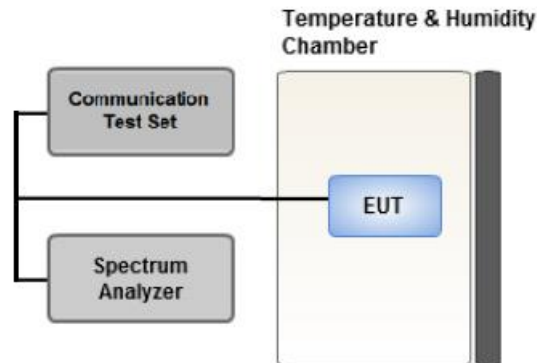 Temperature & Humidity
Chamber
Communication
Test Set
EUT
Spectrum
Analyzer